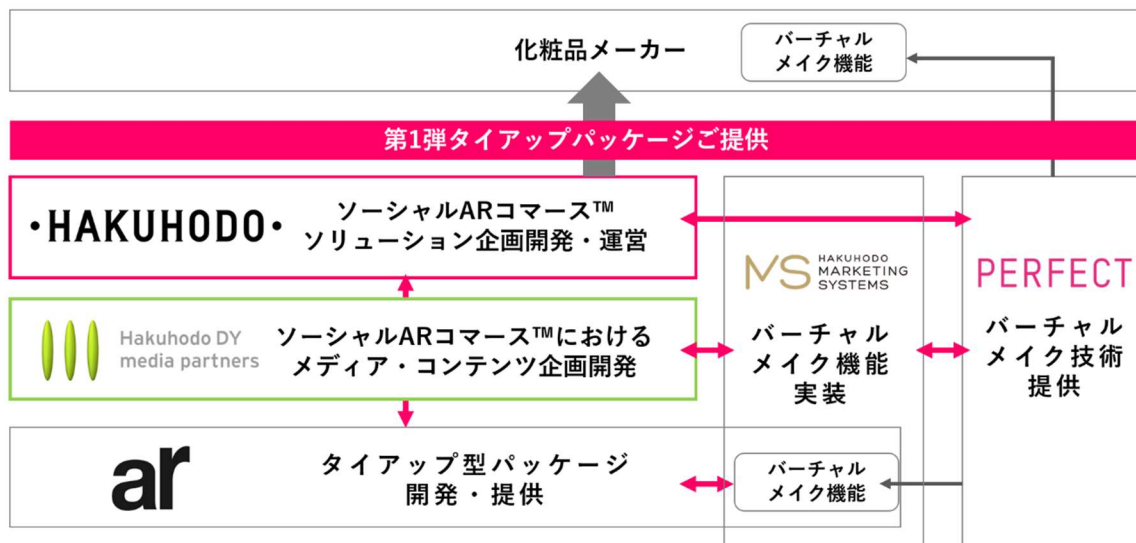 化粧品メーカー
バーチャル
メイク機能
第1弾タイアップパッケージご提供
・HAKUHODO・
ソーシャルARコマース™
ソリューション企画開発・運営
MS
HAKUHODO
MARKETING
SYSTEMS
バーチャル
メイク機能
実装
PERFECT
バーチャル
メイク技術
提供
Hakuhodo DY
media partners
ソーシャルARコマース™における
メディア・コンテンツ企画開発
ar
タイアップ型パッケージ
開発・提供
バーチャル
メイク機能